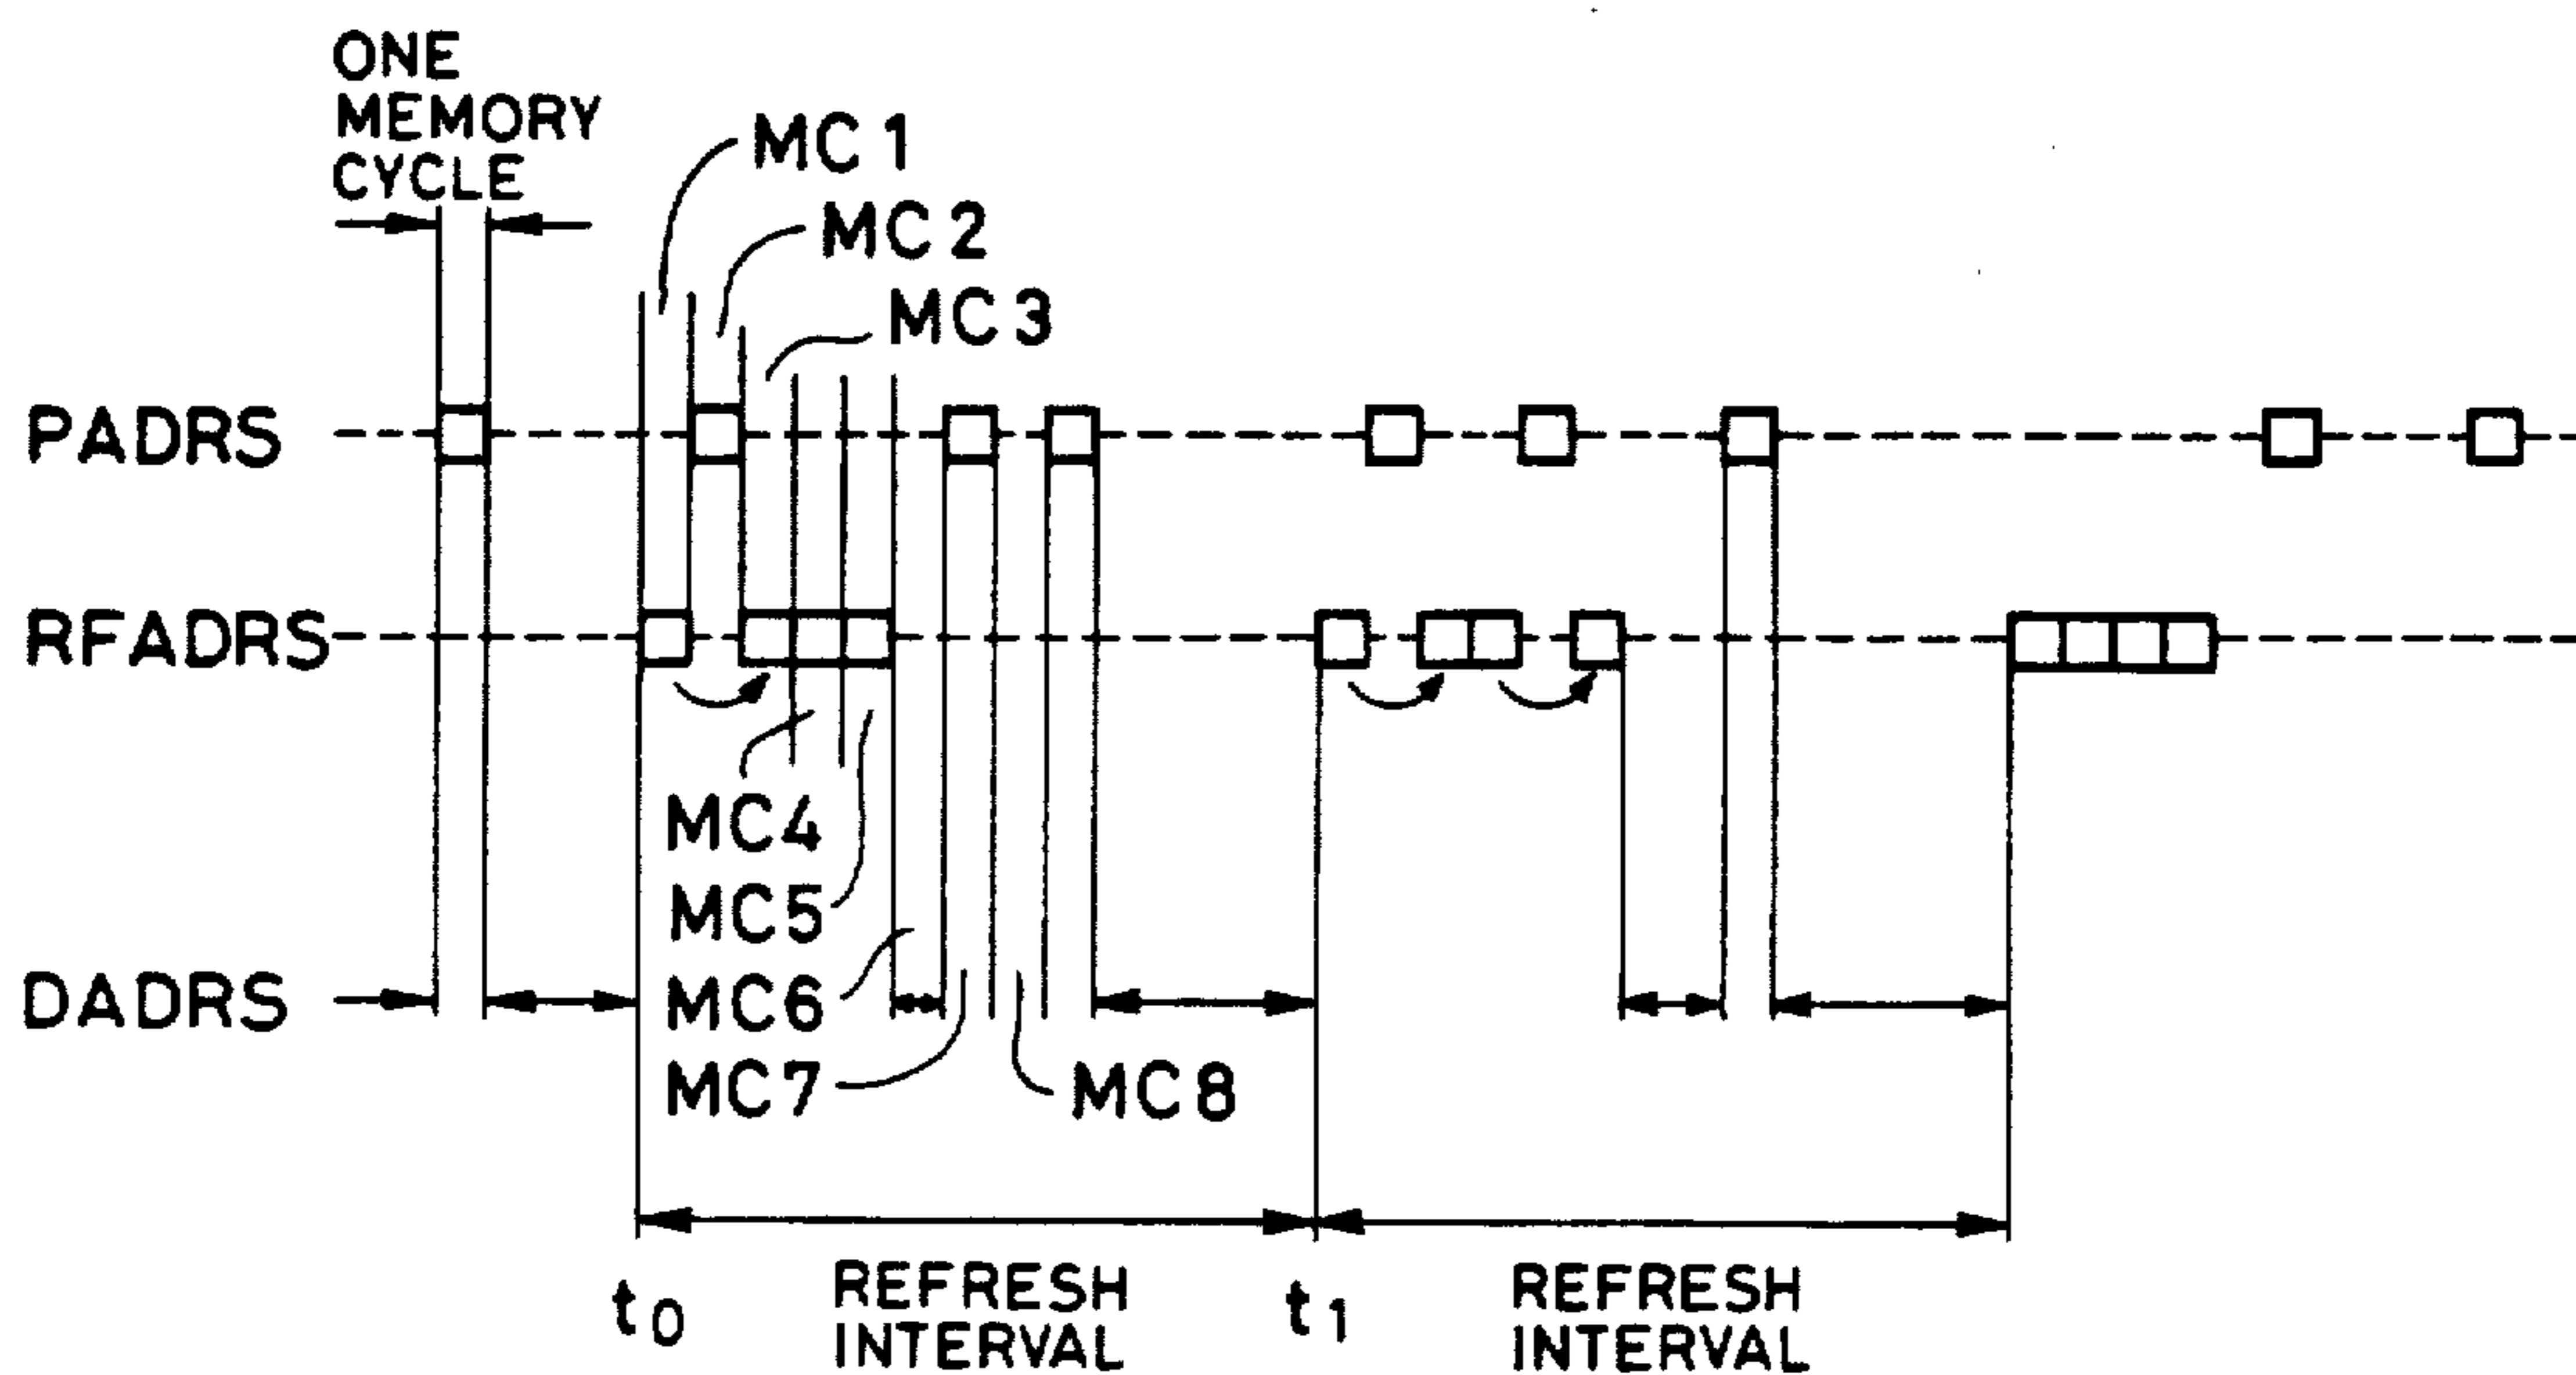 ONE
MEMORY
CYCLE
MC 1
MC 2
MC 3
PADRS
RFADRS
MC4
MC5
DADRS
MC6
MC7
MC8
t0
REFRESH
INTERVAL
t1
REFRESH
INTERVAL